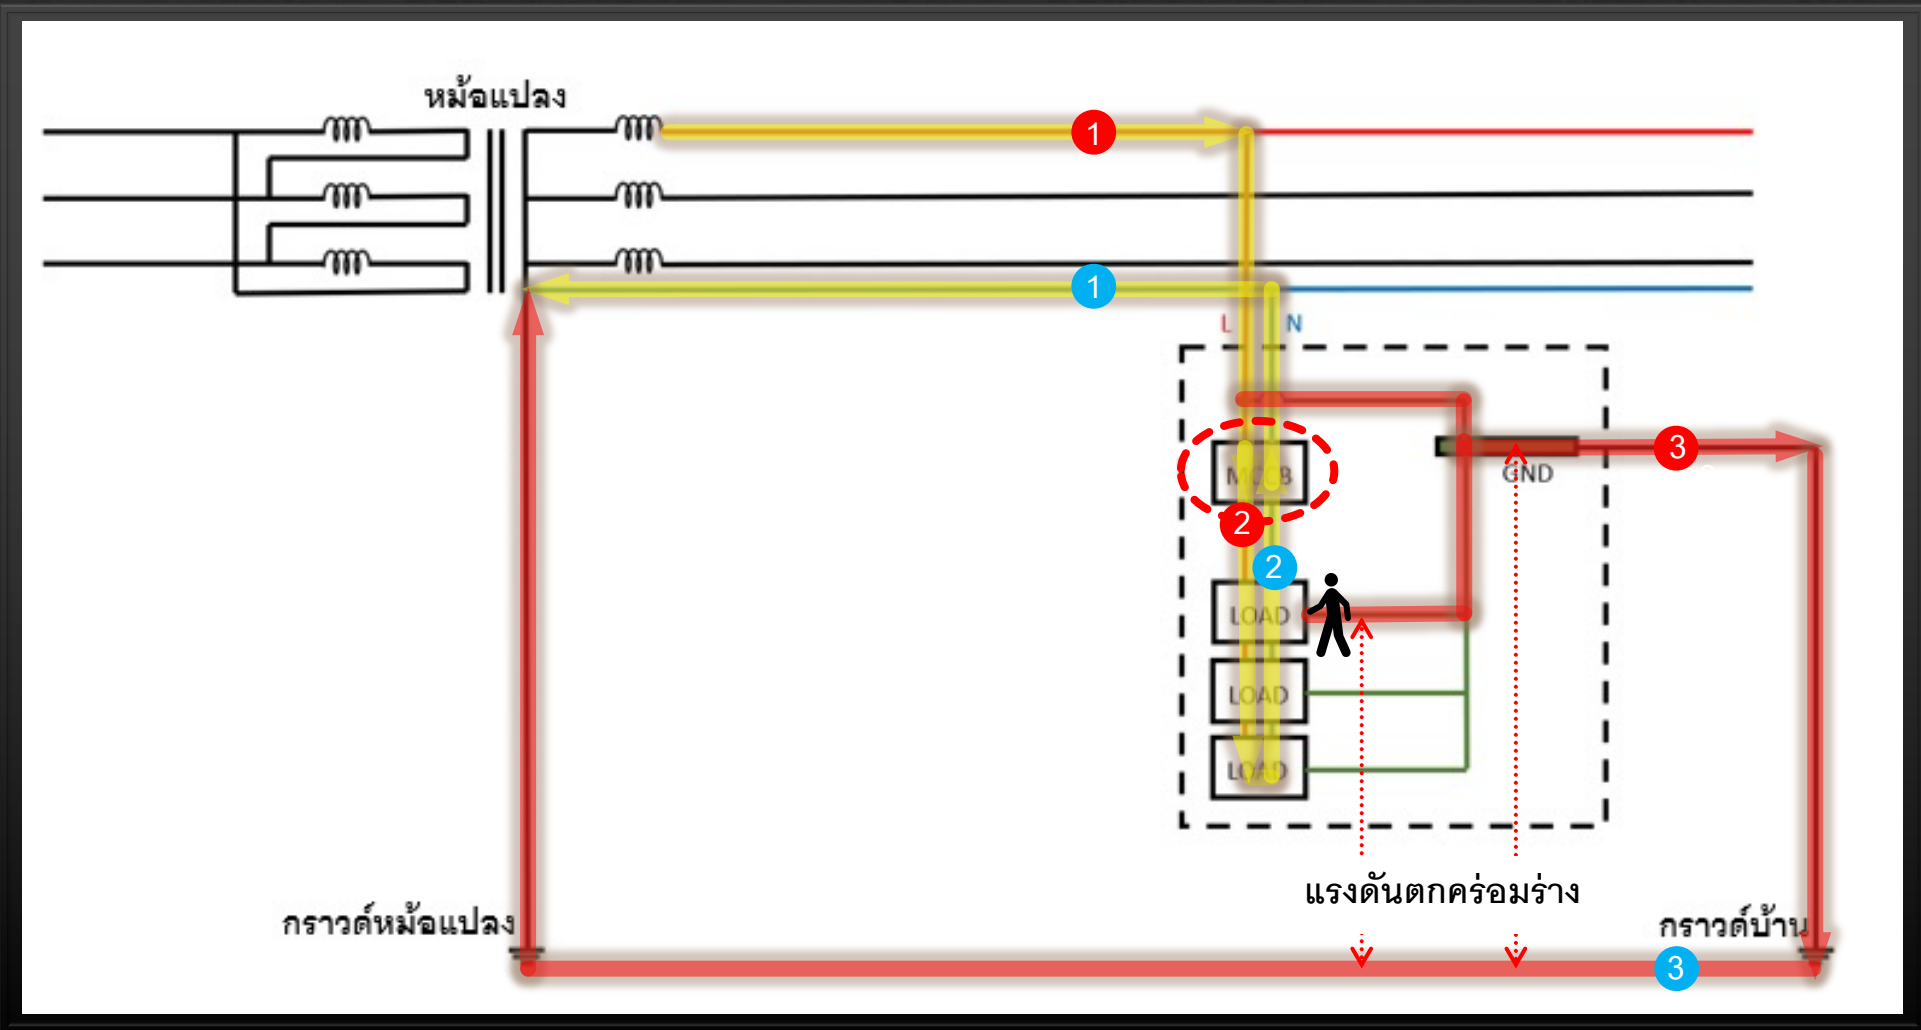 หม้อแปลง
1
1
L N
MCCB
3
GND
2
2
LOAD
LOAD
LOAD
แรงดันตกคร่อมร่าง
กราวด์หม้อแปลง
กราวด์บ้าน
3